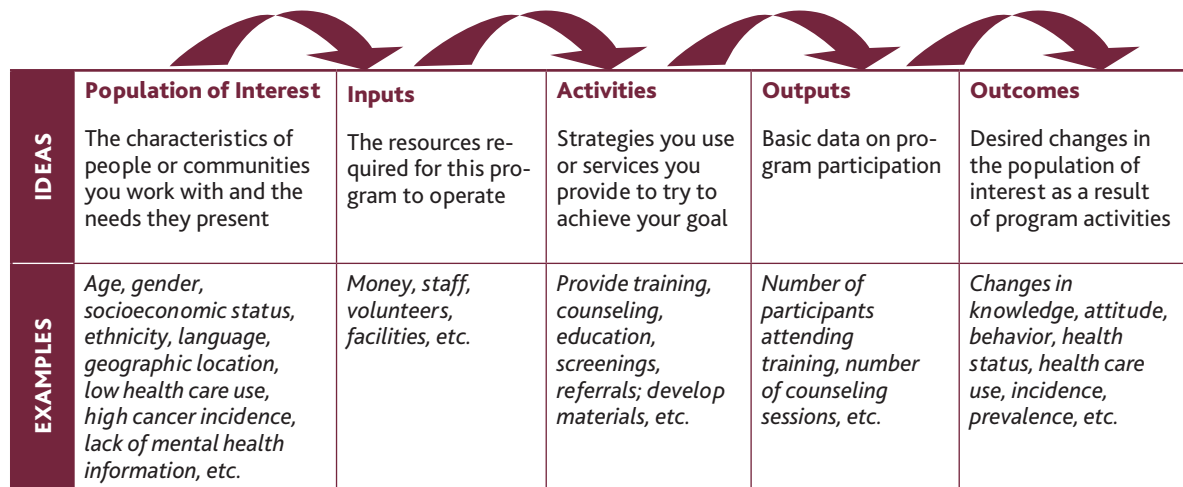 IDEAS
Population of Interest
The characteristics of
people or communities
you work with and the
needs they present
Inputs
The resources re-
quired for this pro-
gram to operate
Activities
Strategies you use
or services you
provide to try to
achieve your goal
Outputs
Basic data on pro-
gram participation
Outcomes
Desired changes in
the population of
interest as a result
of program activities
EXAMPLES
Age, gender,
socioeconomic status,
ethnicity, language,
geographic location,
low health care use,
high cancer incidence,
lack of mental health
information, etc.
Money, staff,
volunteers,
facilities, etc.
Provide training,
counseling,
education,
screenings,
referrals; develop
materials, etc.
Number of
participants
attending
training, number
of counseling
sessions, etc.
Changes in
knowledge, attitude,
behavior, health
status, health care
use, incidence,
prevalence, etc.